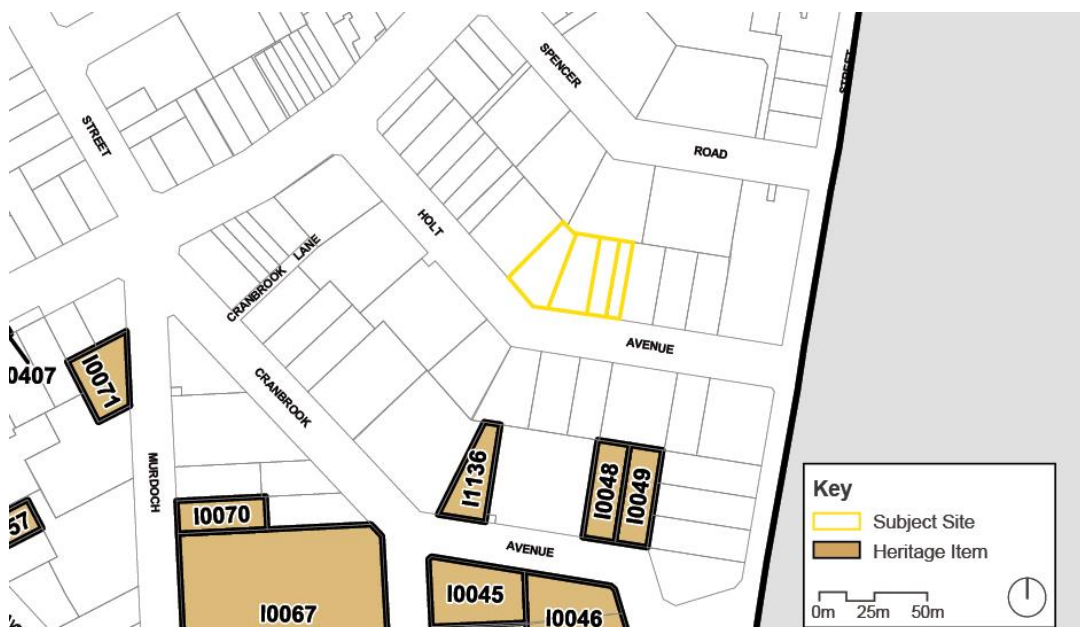 SPENCER
STREET
STREET
ROAD
HOLT
CRANBROOK LANE
AVENUE
0407
I0071
CRANBROOK
MURDOCH
I1136
I0048
I0049
57
I0070
AVENUE
I0045
I0067
I0046
Key
Subject Site
Heritage Item
0m 25m 50m